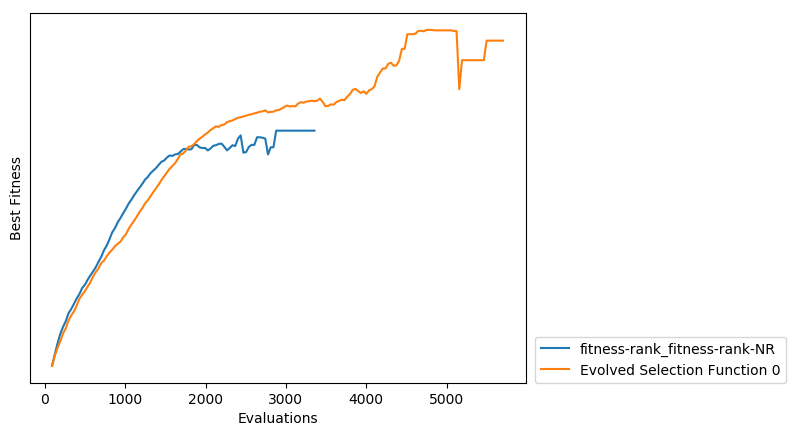 Best Fitness
0 1000 2000 3000 4000 5000
Evaluations
fitness-rank_fitness-rank-NR
Evolved Selection Function 0